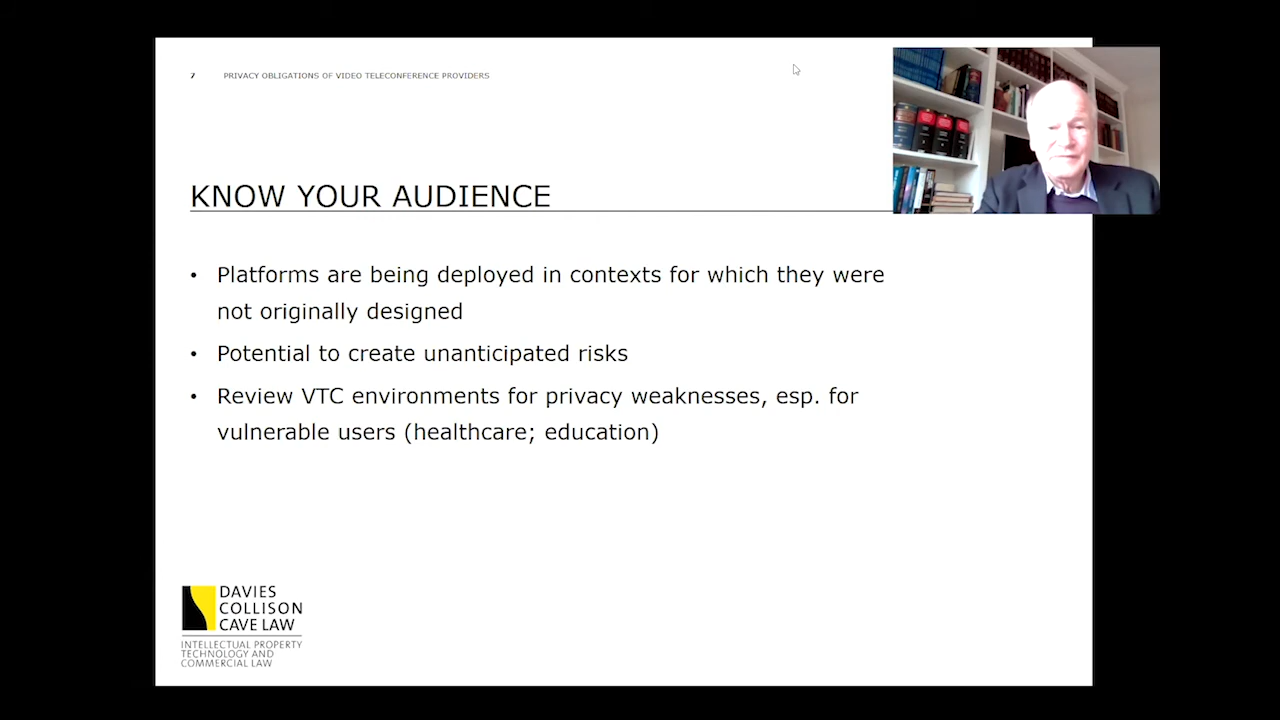 7 PRIVACY OBLIGATIONS OF VIDEO TELECONFERENCE PROVIDERS
KNOW YOUR AUDIENCE
• Platforms are being deployed in contexts for which they were
not originally designed
• Potential to create unanticipated risks
• Review VTC environments for privacy weaknesses, esp. for
vulnerable users (healthcare; education)
DAVIES
COLLISON
CAVE LAW
INTELLECTUAL PROPERTY
TECHNOLOGY AND
COMMERCIAL LAW